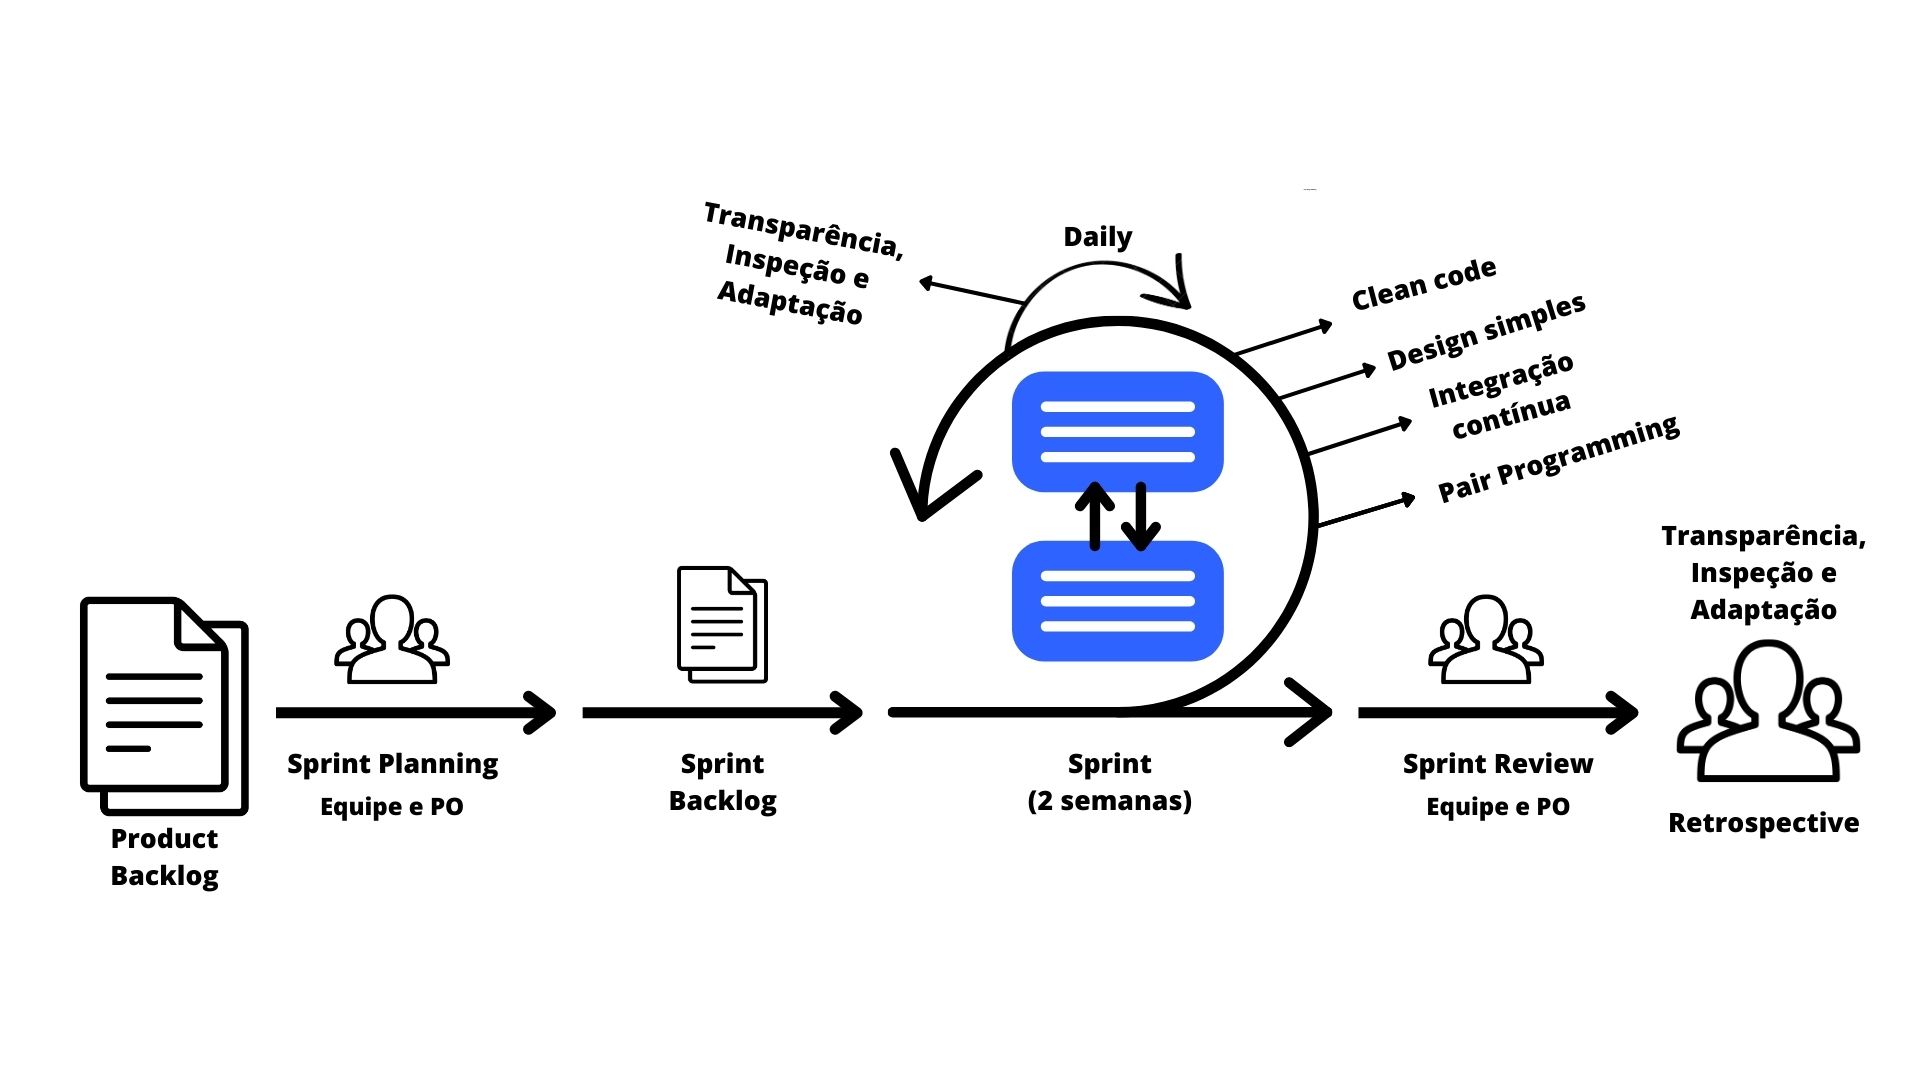 Transparência,
Inspeção e
Adaptação
Daily
Clean code
Design simples
Integração
contínua
Pair Programming
Transparência,
Inspeção e
Adaptação
Product
Backlog
Sprint Planning
Equipe e PO
Sprint
Backlog
Sprint
(2 semanas)
Sprint Review
Equipe e PO
Retrospective